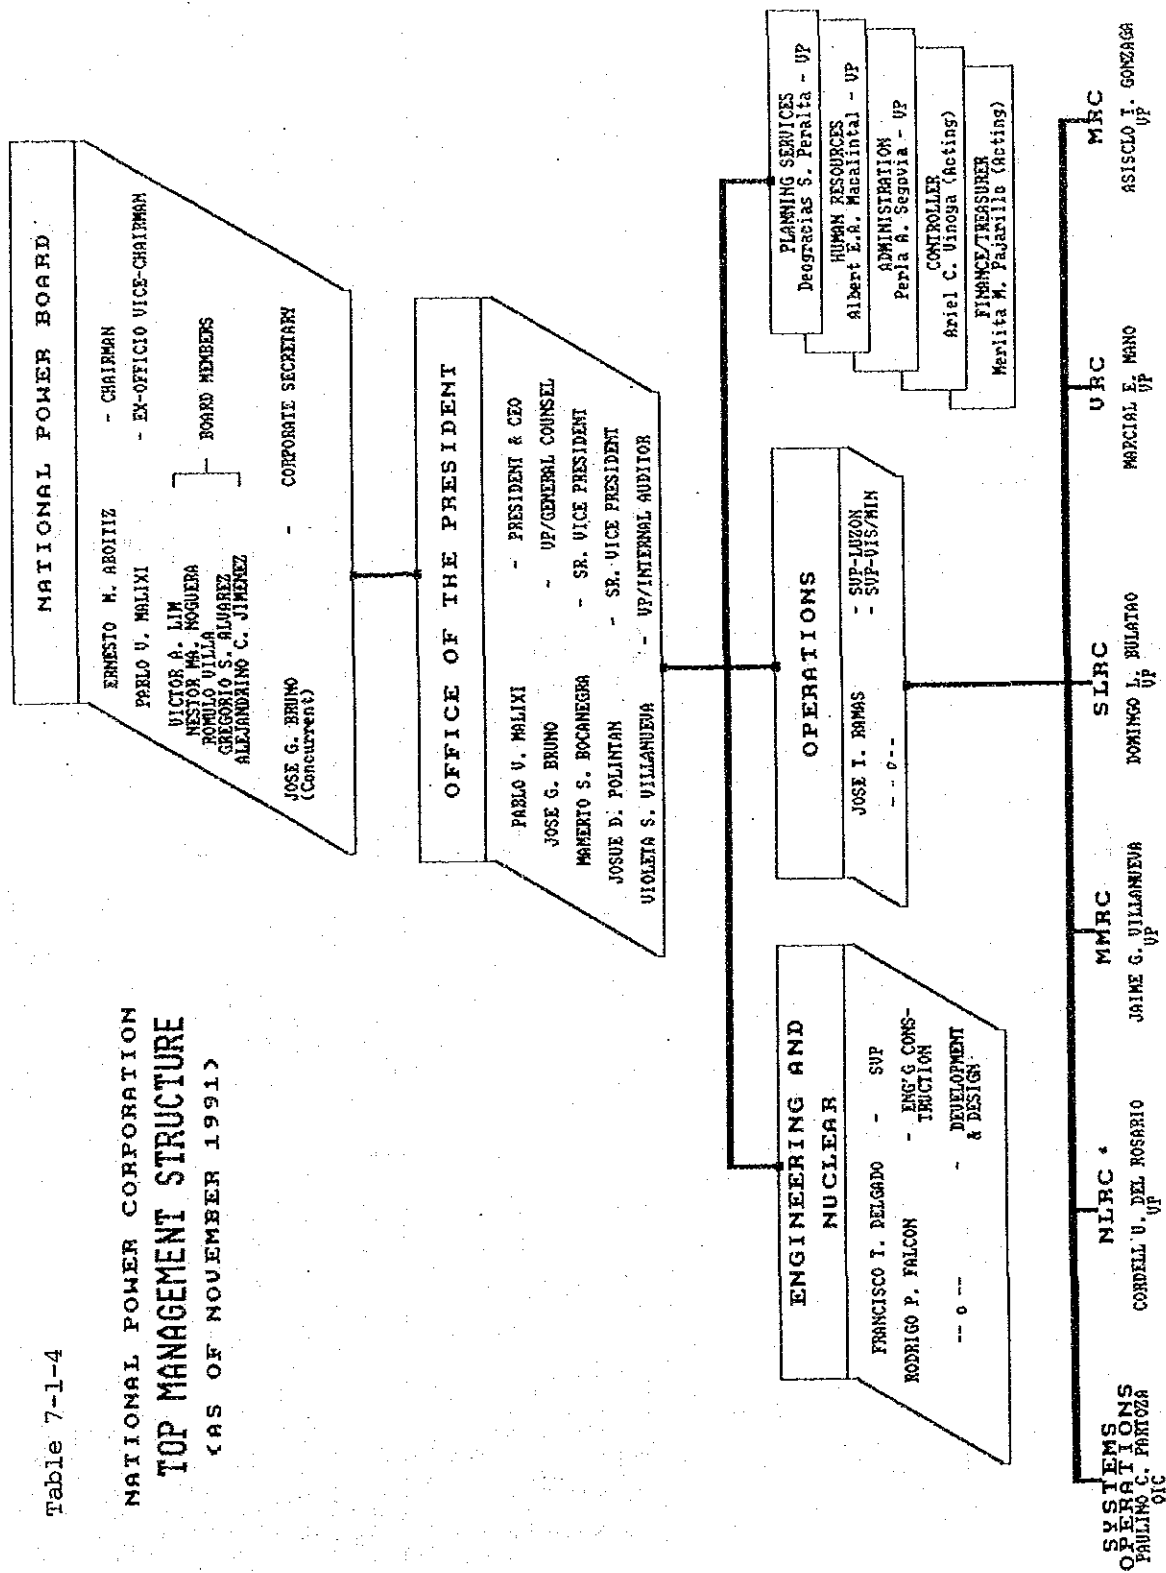 Table 7-1-4
NATIONAL POWER CORPORATION
TOP MANAGEMENT STRUCTURE
(AS OF NOVEMBER 1991)
NATIONAL POWER BOARD
ERNESTO M. ABOITIZ - CHAIRMAN
PABLO V. MALIXI - EX-OFFICIO VICE-CHAIRMAN
VICTOR A. LIM
NESTOR MA. NOGUERA
ROMULO VILLA
GREGORIO S. ALVAREZ
ALEJANDRINO C. JIMENEZ
BOARD MEMBERS
JOSE G. BRUNO - CORPORATE SECRETARY
(Concurrent)
OFFICE OF THE PRESIDENT
PABLO V. MALIXI - PRESIDENT & CEO
JOSE G. BRUNO - VP/GENERAL COUNSEL
MAMERTO S. BOCANEGRA - SR. VICE PRESIDENT
JOSUE D. POLINTAN - SR. VICE PRESIDENT
VIOLETA S. VILLANUEVA - VP/INTERNAL AUDITOR
ENGINEERING AND
NUCLEAR
FRANCISCO T. DELGADO - SVP
RODRIGO P. FALCON - ENG'G CONS-
TRUCTION
-- o -- - DEVELOPMENT
& DESIGN
OPERATIONS
JOSE I. RAMAS - SVP-LUZON
-- o -- - SVP-VIS/MIN
PLANNING SERVICES
Deogracias S. Peralta - VP
HUMAN RESOURCES
Albert E.A. Macalintal - VP
ADMINISTRATION
Perla A. Segovia - VP
CONTROLLER
Ariel C. Vinoya (Acting)
FINANCE/TREASURER
Merlita M. Pajarillo (Acting)
SYSTEMS
OPERATIONS
PAULINO C. PARTOZA
OIC
NLRC
CORDELL V. DEL ROSARIO
VP
MMRC
JAIME G. VILLANUEVA
VP
SLRC
DOMINGO L. BULATAO
VP
VRC
MARCIAL E. MANO
VP
MRC
ASISCLO T. GONZAGA
VP